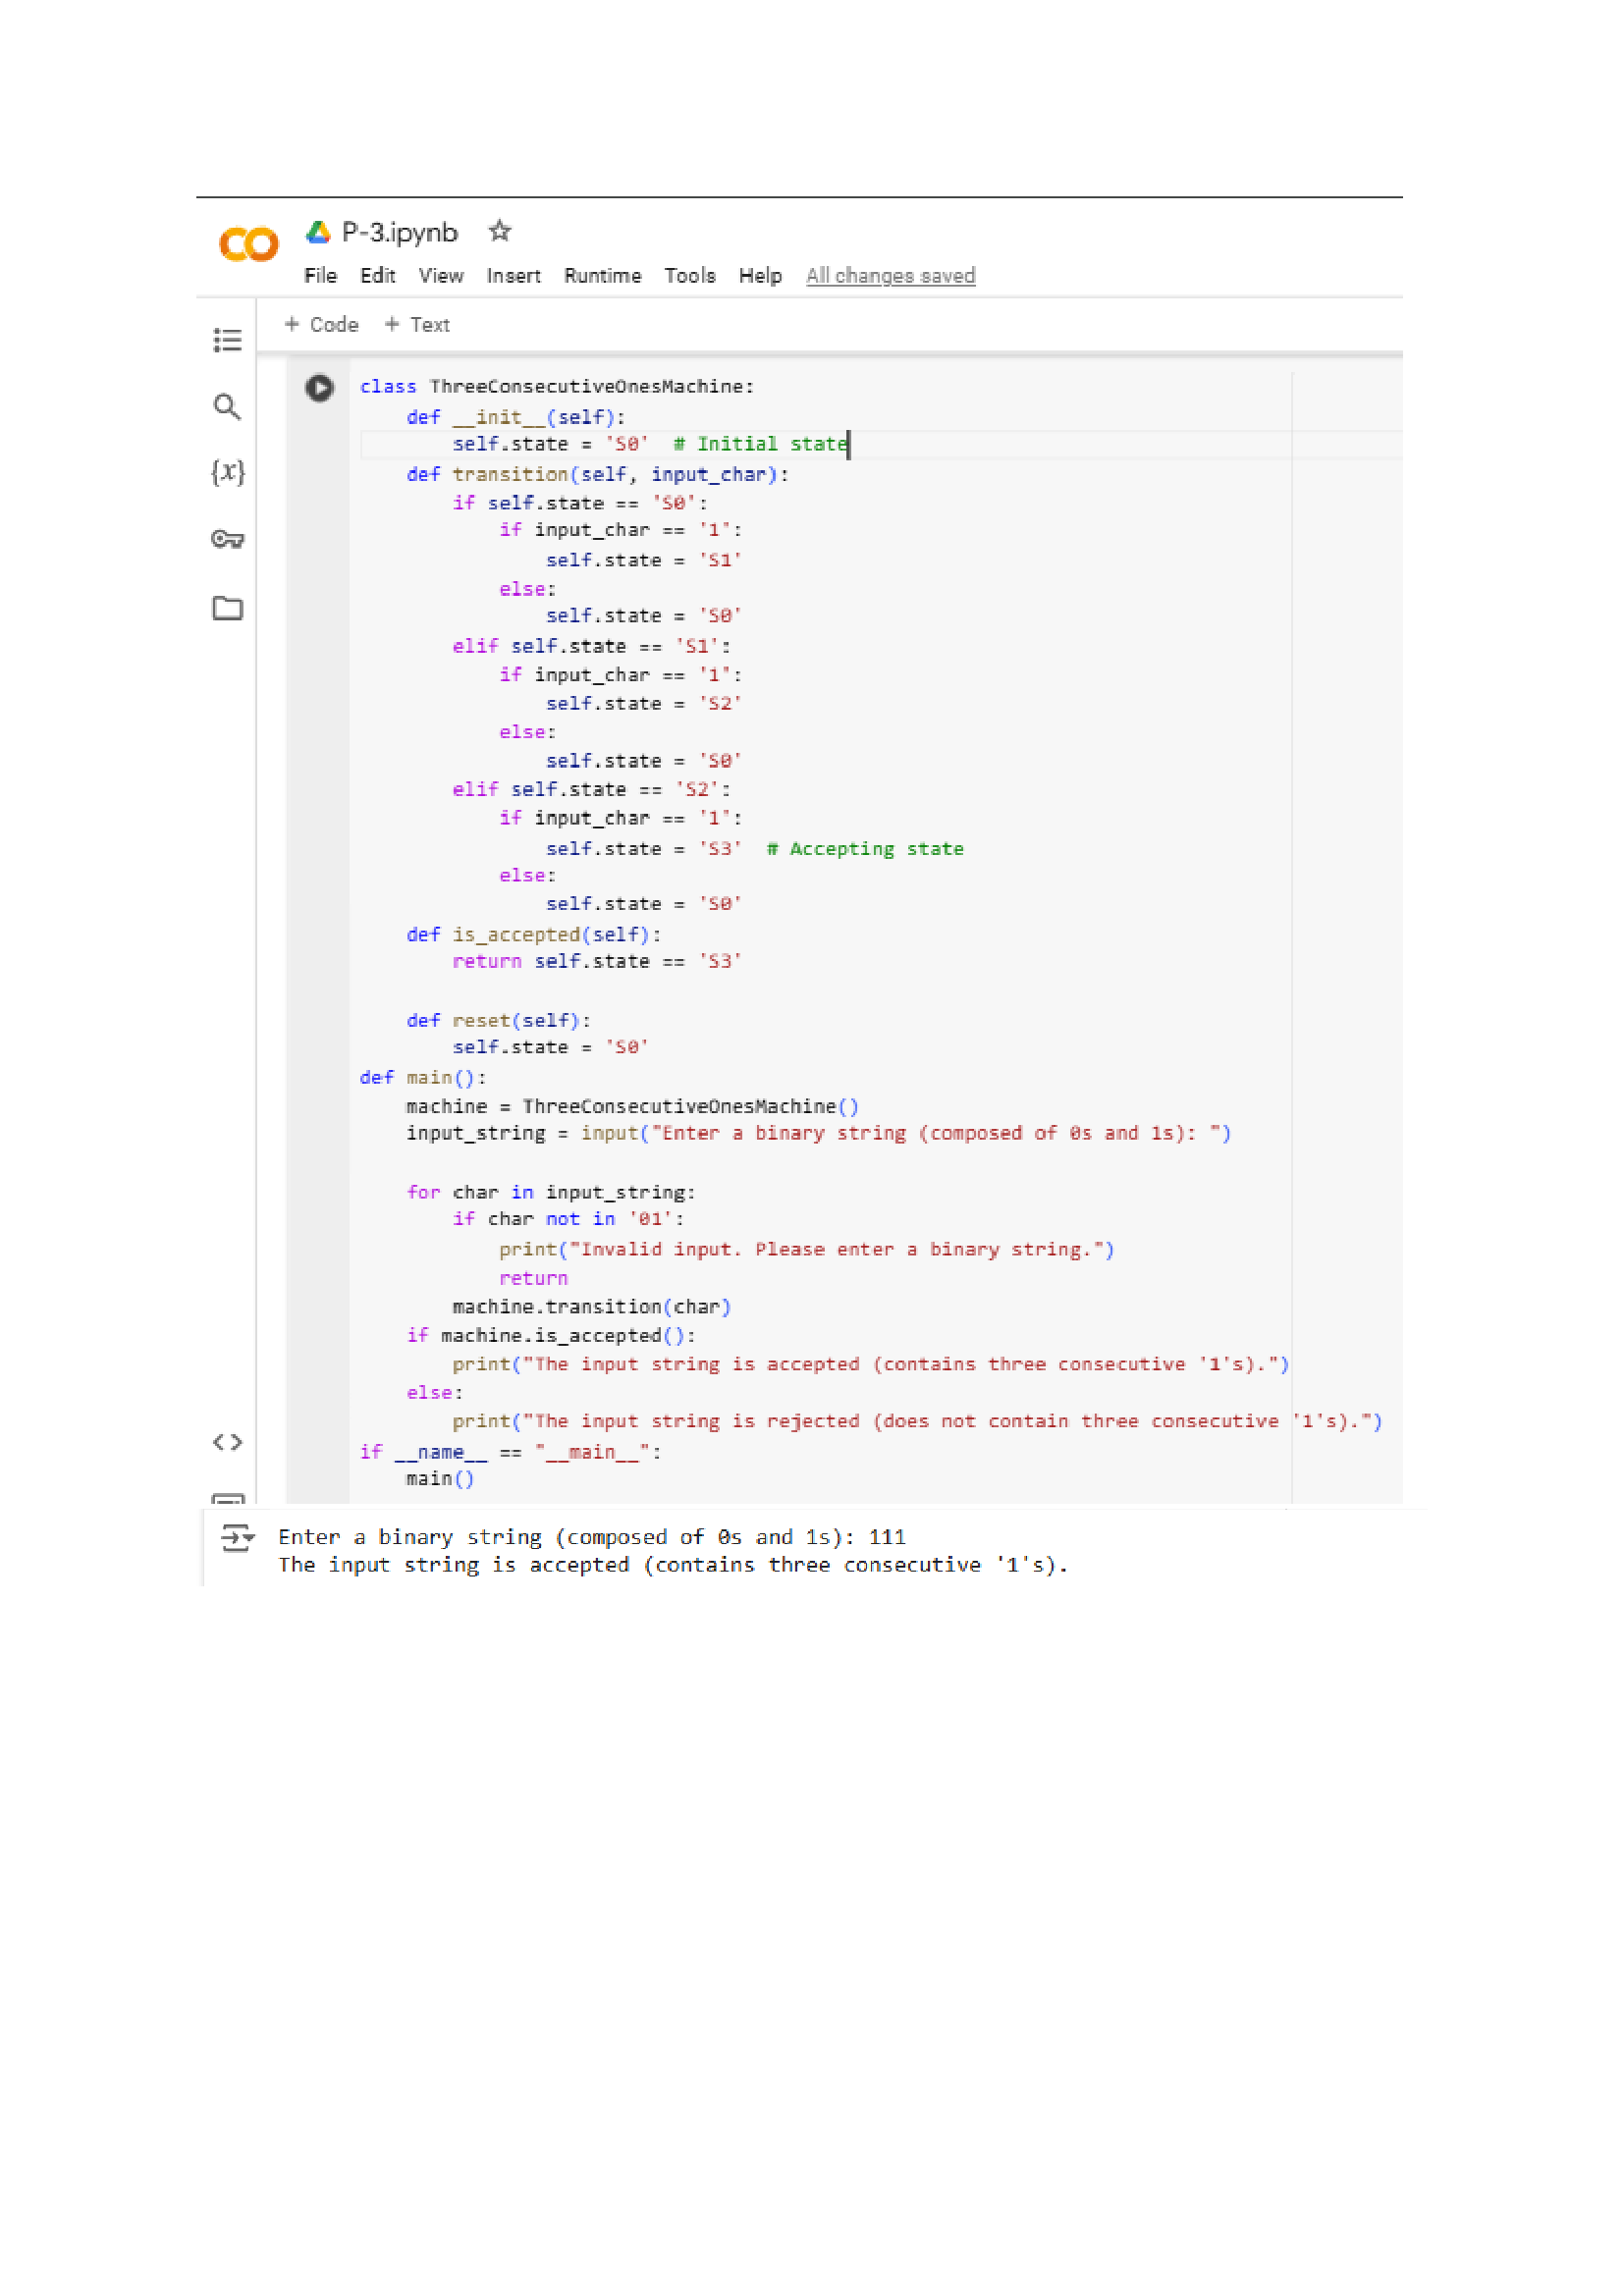 CO P-3.ipynb
File Edit View Insert Runtime Tools Help All changes saved
+ Code + Text
class ThreeConsecutiveOnesMachine:
    def __init__(self):
        self.state = 'S0'  # Initial state
    def transition(self, input_char):
        if self.state == 'S0':
            if input_char == '1':
                self.state = 'S1'
            else:
                self.state = 'S0'
        elif self.state == 'S1':
            if input_char == '1':
                self.state = 'S2'
            else:
                self.state = 'S0'
        elif self.state == 'S2':
            if input_char == '1':
                self.state = 'S3'  # Accepting state
            else:
                self.state = 'S0'
    def is_accepted(self):
        return self.state == 'S3'

    def reset(self):
        self.state = 'S0'
def main():
    machine = ThreeConsecutiveOnesMachine()
    input_string = input("Enter a binary string (composed of 0s and 1s): ")

    for char in input_string:
        if char not in '01':
            print("Invalid input. Please enter a binary string.")
            return
        machine.transition(char)
    if machine.is_accepted():
        print("The input string is accepted (contains three consecutive '1's).")
    else:
        print("The input string is rejected (does not contain three consecutive '1's).")
if __name__ == "__main__":
    main()
Enter a binary string (composed of 0s and 1s): 111
The input string is accepted (contains three consecutive '1's).